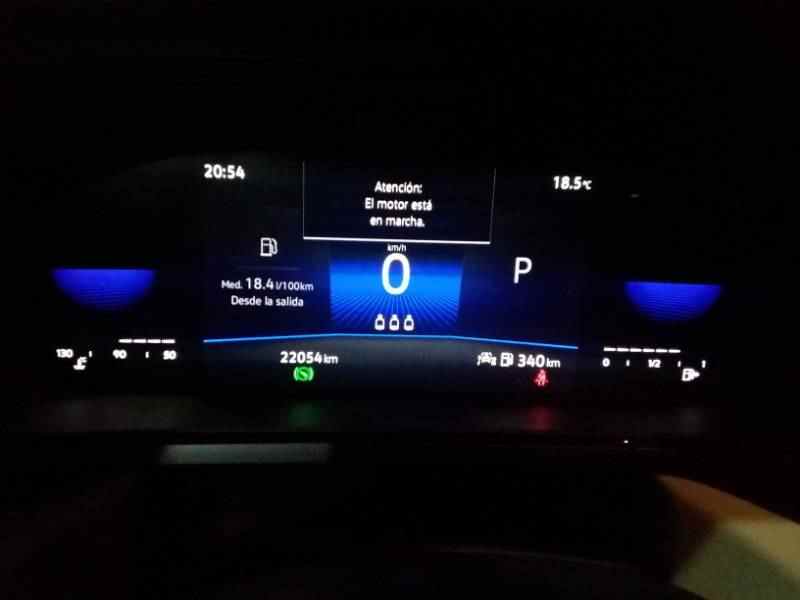 20:54
Atención:
El motor está
en marcha.
18.5°C
km/h
0
P
Med. 18.4 l/100km
Desde la salida
130 90 50
22054 km
340 km
0 1/2 1